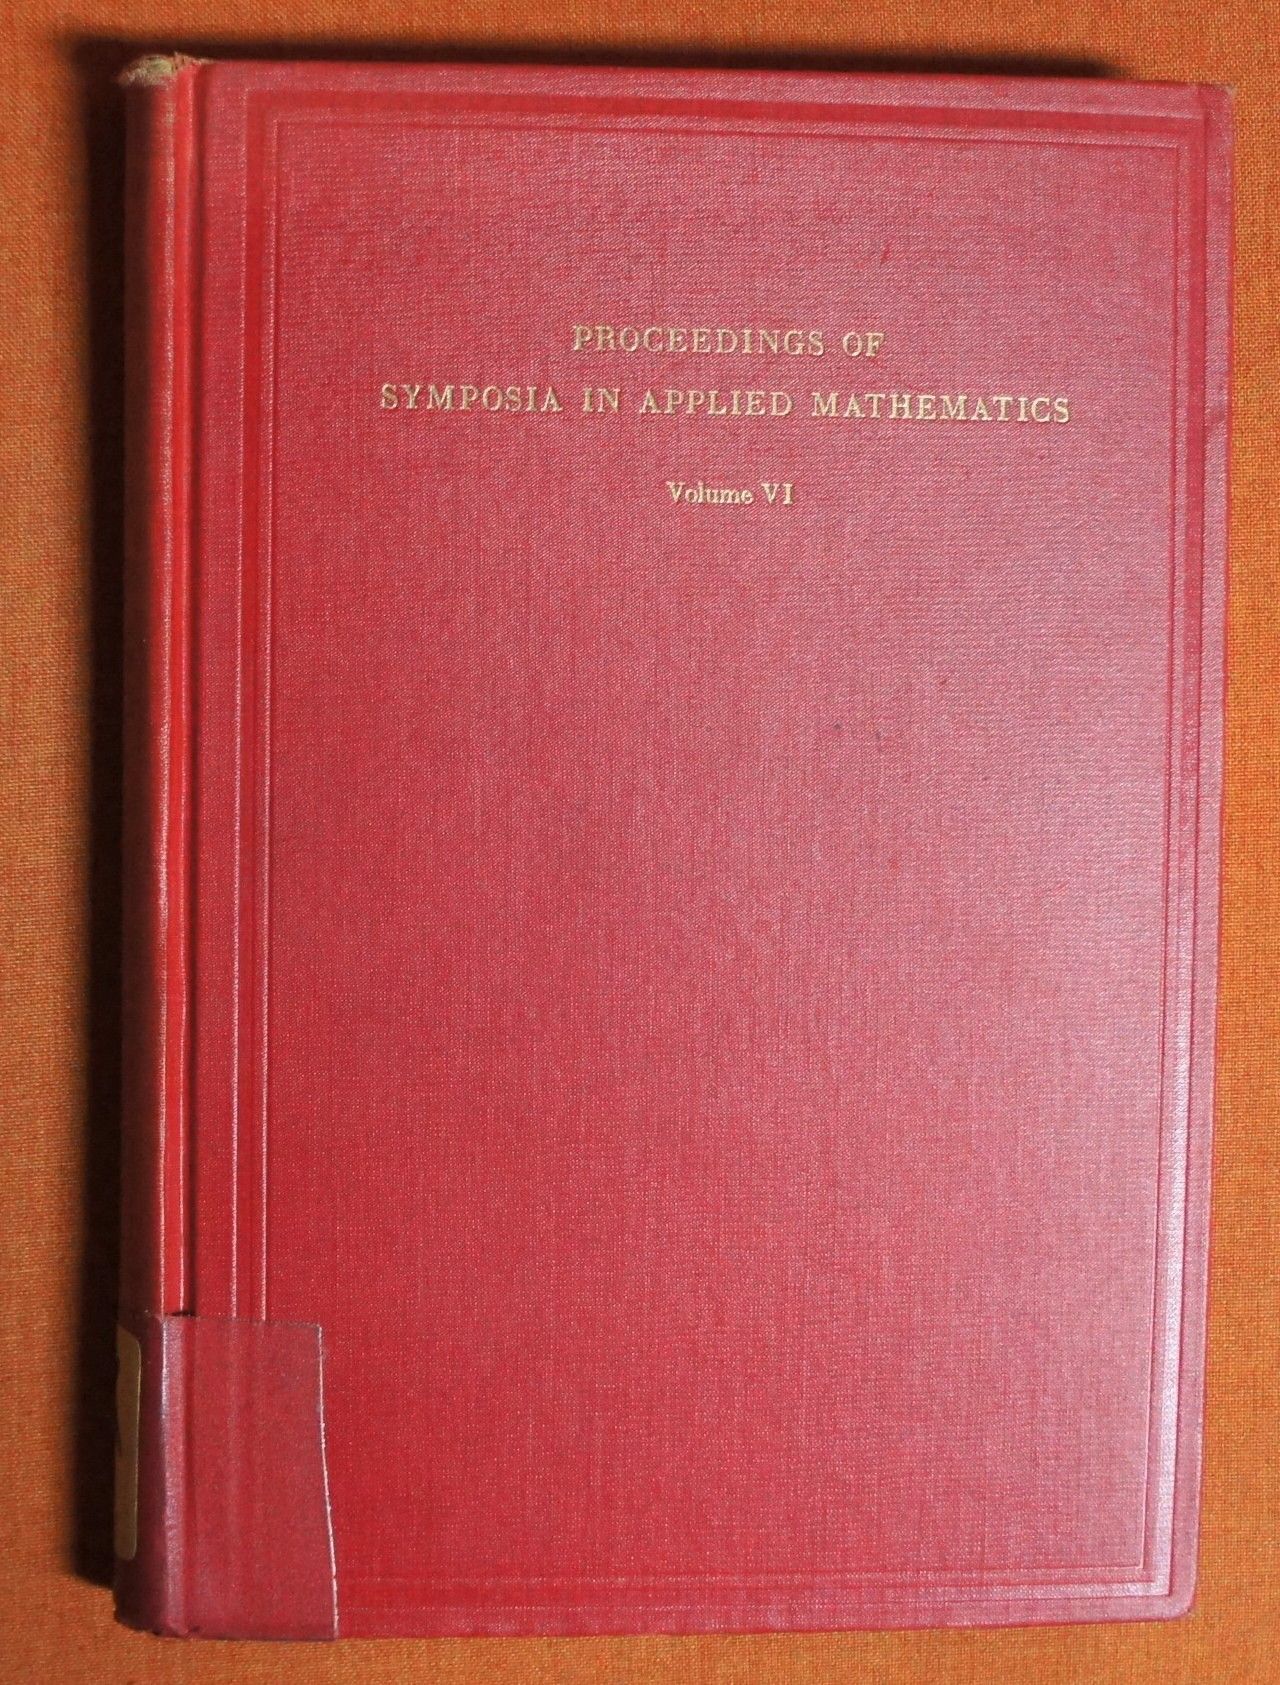 PROCEEDINGS OF
SYMPOSIA IN APPLIED MATHEMATICS
Volume VI